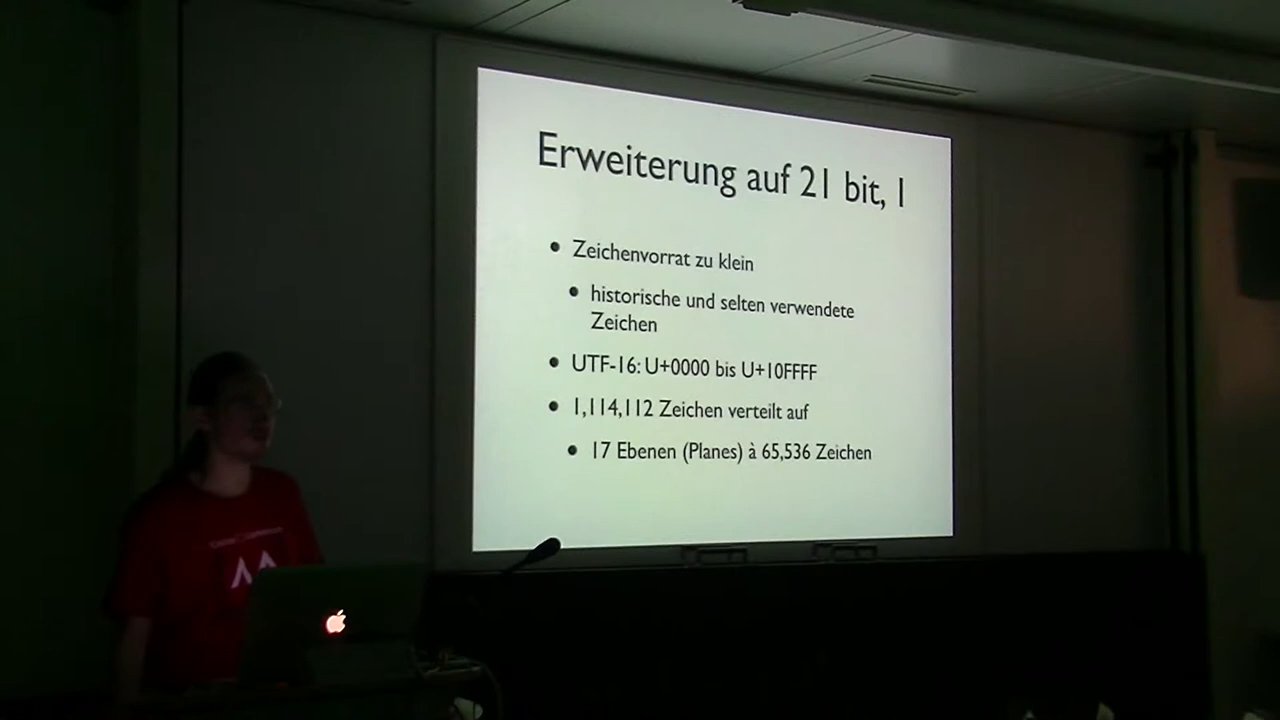 Erweiterung auf 21 bit, 1
• Zeichenvorrat zu klein
• historische und selten verwendete
Zeichen
• UTF-16: U+0000 bis U+10FFFF
• 1,114,112 Zeichen verteilt auf
• 17 Ebenen (Planes) à 65,536 Zeichen